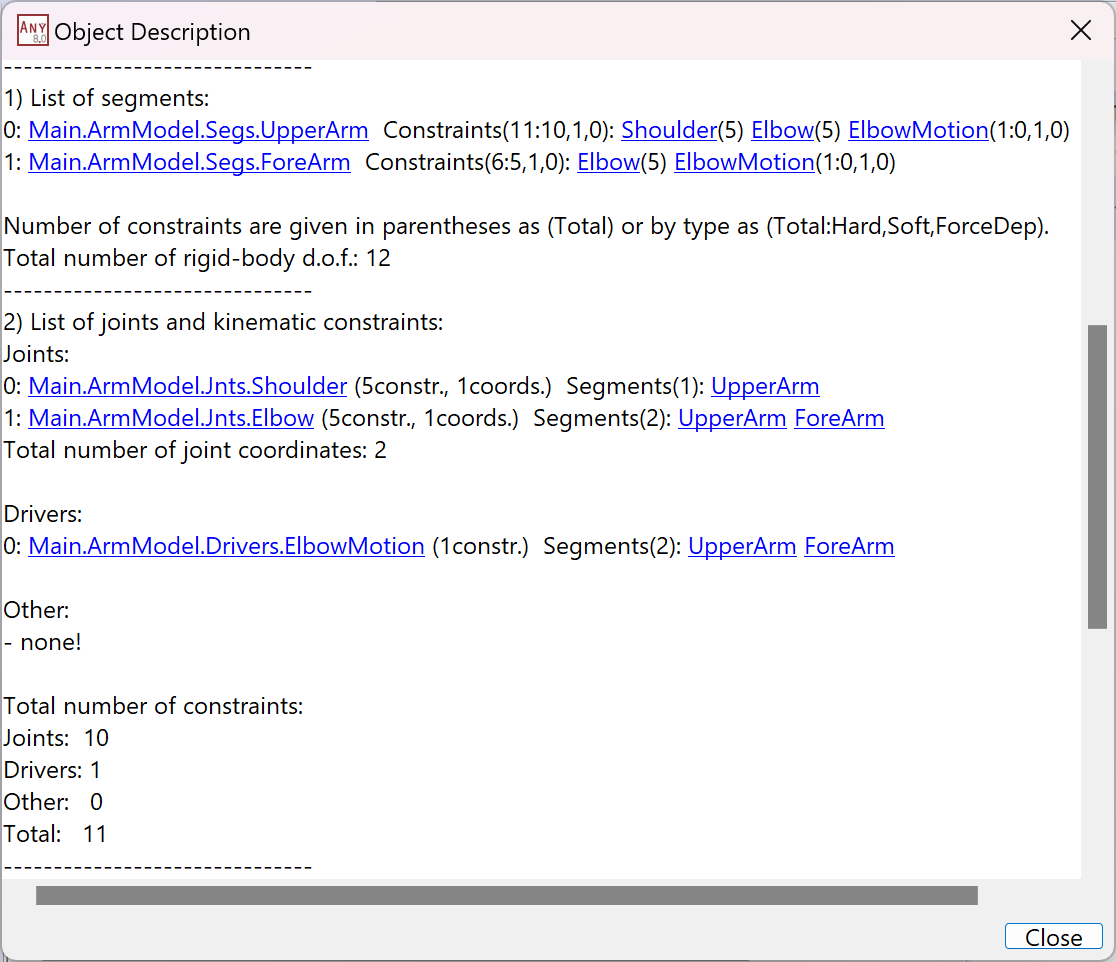 ANY
8.0
Object Description
-------------------------------
1) List of segments:
0: Main.ArmModel.Segs.UpperArm  Constraints(11:10,1,0): Shoulder(5) Elbow(5) ElbowMotion(1:0,1,0)
1: Main.ArmModel.Segs.ForeArm  Constraints(6:5,1,0): Elbow(5) ElbowMotion(1:0,1,0)
Number of constraints are given in parentheses as (Total) or by type as (Total:Hard,Soft,ForceDep).
Total number of rigid-body d.o.f.: 12
-------------------------------
2) List of joints and kinematic constraints:
Joints:
0: Main.ArmModel.Jnts.Shoulder (5constr., 1coords.)  Segments(1): UpperArm
1: Main.ArmModel.Jnts.Elbow (5constr., 1coords.)  Segments(2): UpperArm ForeArm
Total number of joint coordinates: 2
Drivers:
0: Main.ArmModel.Drivers.ElbowMotion (1constr.)  Segments(2): UpperArm ForeArm
Other:
- none!
Total number of constraints:
Joints:  10
Drivers: 1
Other:   0
Total:   11
-------------------------------
Close